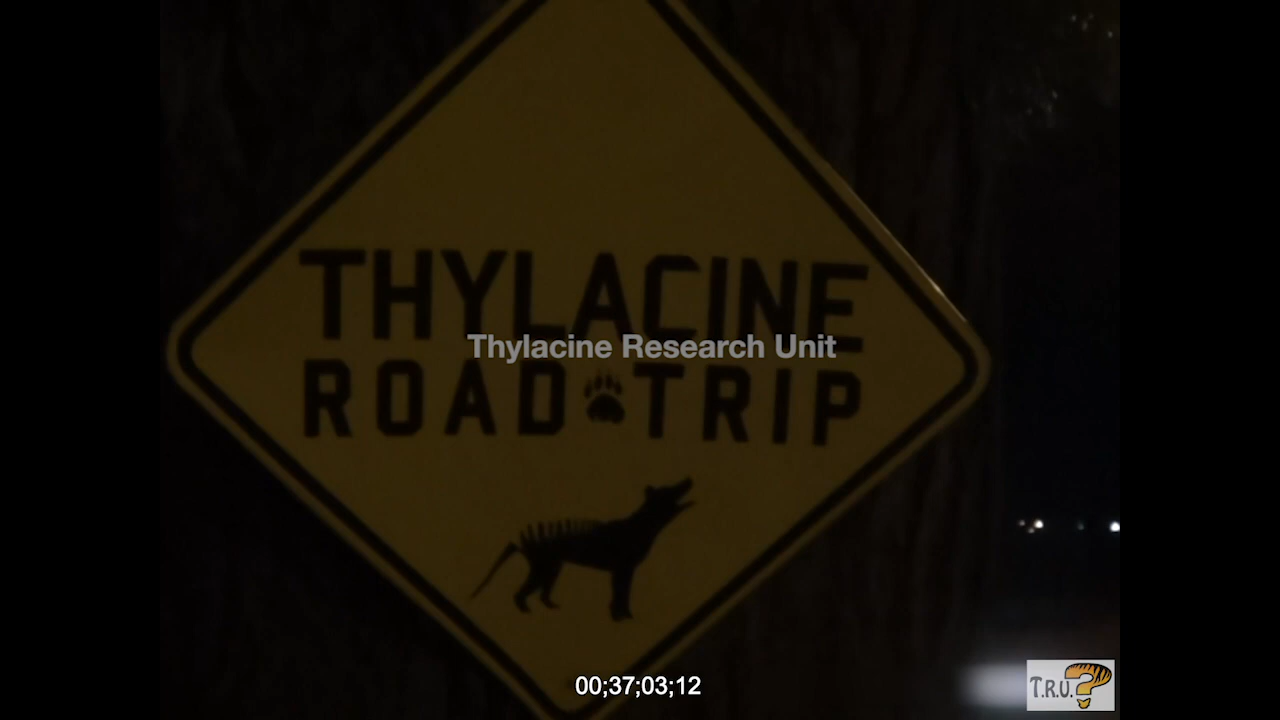 THYLACINE
Thylacine Research Unit
ROAD TRIP
00;37;03;12
T.R.U.?